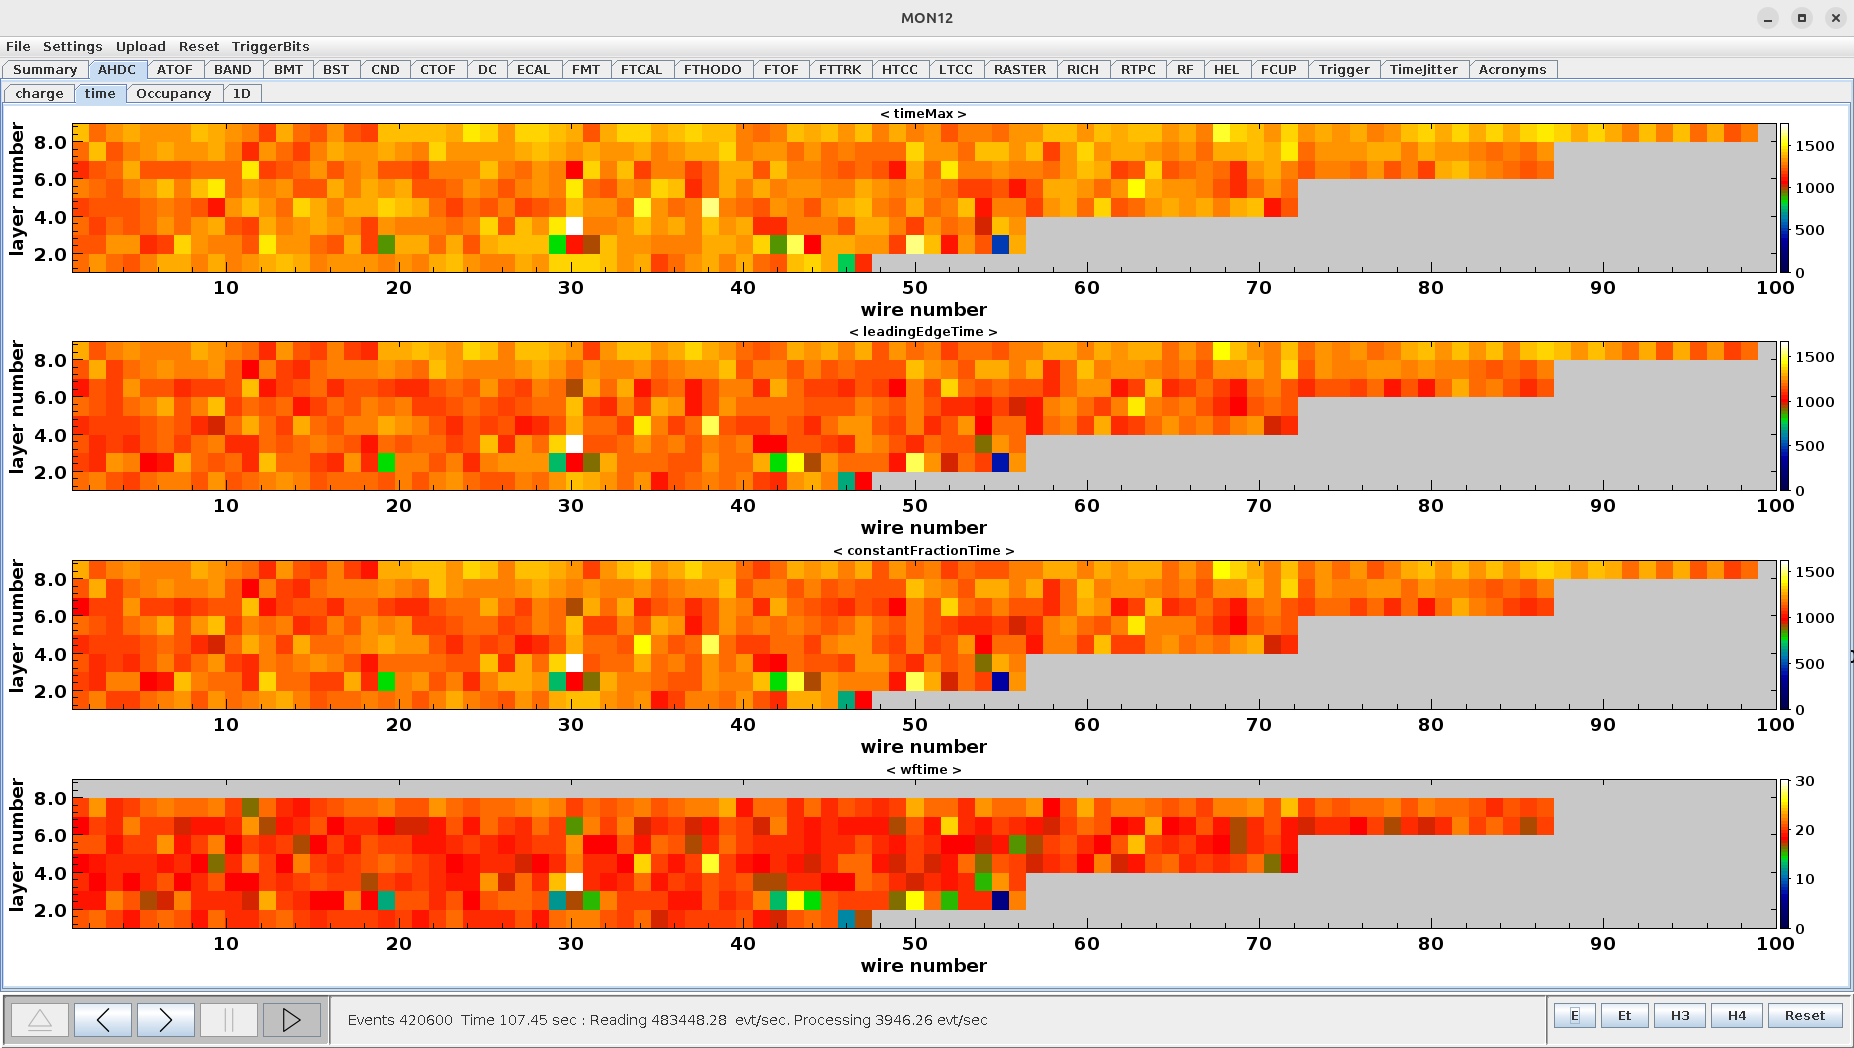 MON12
File Settings Upload Reset TriggerBits
Summary AHDC ATOF BAND BMT BST CND CTOF DC ECAL FMT FTCAL FTHODO FTOF FTTRK HTCC LTCC RASTER RICH RTPC RF HEL FCUP Trigger TimeJitter Acronyms
charge time Occupancy 1D
< timeMax >
layer number
8.0
6.0
4.0
2.0
1500
1000
500
0
10 20 30 40 50 60 70 80 90 100
wire number
< leadingEdgeTime >
layer number
8.0
6.0
4.0
2.0
1500
1000
500
0
10 20 30 40 50 60 70 80 90 100
wire number
< constantFractionTime >
layer number
8.0
6.0
4.0
2.0
1500
1000
500
0
10 20 30 40 50 60 70 80 90 100
wire number
< wftime >
layer number
8.0
6.0
4.0
2.0
30
20
10
0
10 20 30 40 50 60 70 80 90 100
wire number
Events 420600 Time 107.45 sec : Reading 483448.28 evt/sec. Processing 3946.26 evt/sec
E Et H3 H4 Reset